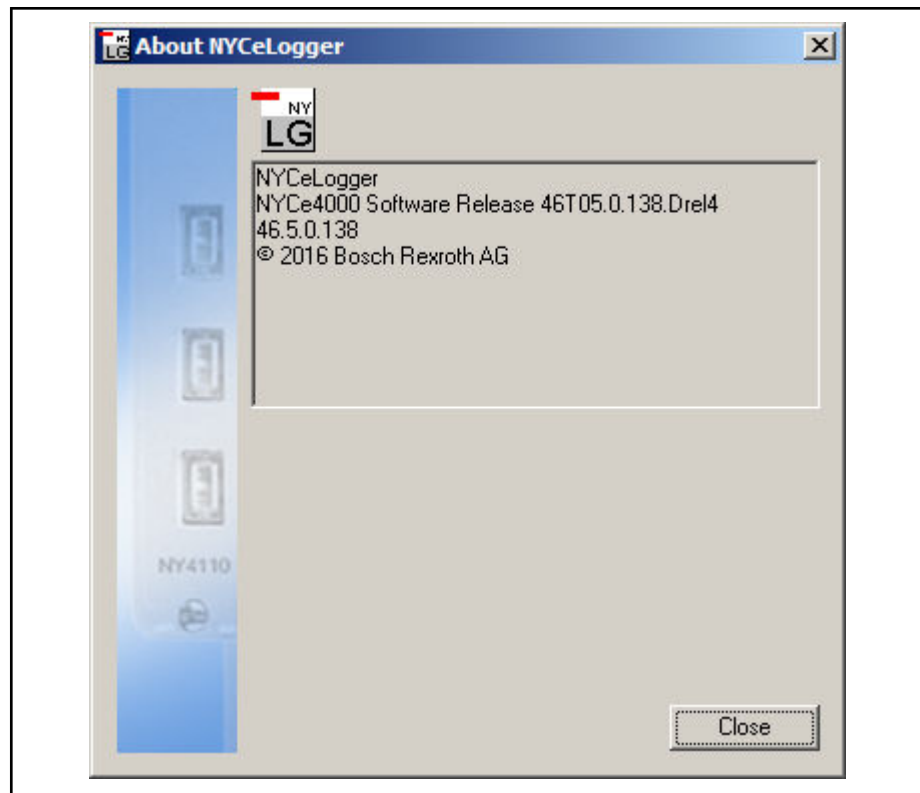 About NYCeLogger
NY
LG
NYCeLogger
NYCe4000 Software Release 46T05.0.138.Drel4
46.5.0.138
© 2016 Bosch Rexroth AG
NY4110
Close